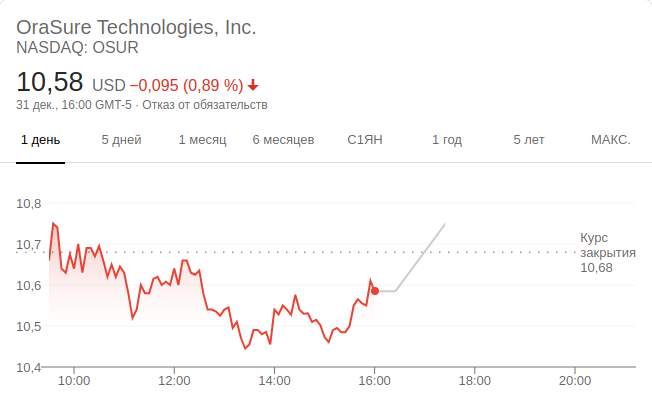 OraSure Technologies, Inc.
NASDAQ: OSUR
10,58 USD −0,095 (0,89 %)
31 дек., 16:00 GMT-5 · Отказ от обязательств
1 день 5 дней 1 месяц 6 месяцев С1ЯН 1 год 5 лет МАКС.
10,8
10,7
10,6
10,5
10,4
Курс
закрытия
10,68
10:00 12:00 14:00 16:00 18:00 20:00